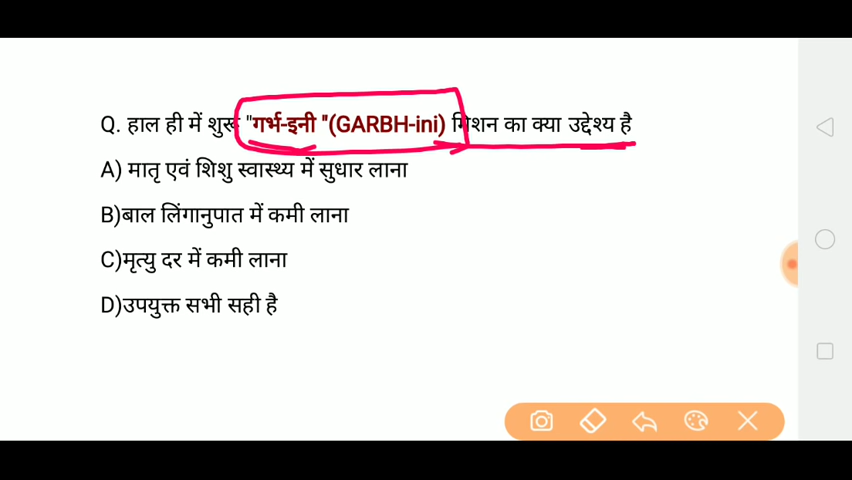 Q. हाल ही में शुरू "गर्भ-इनी "(GARBH-ini) मिशन का क्या उद्देश्य है
A) मातृ एवं शिशु स्वास्थ्य में सुधार लाना
B)बाल लिंगानुपात में कमी लाना
C)मृत्यु दर में कमी लाना
D)उपयुक्त सभी सही है